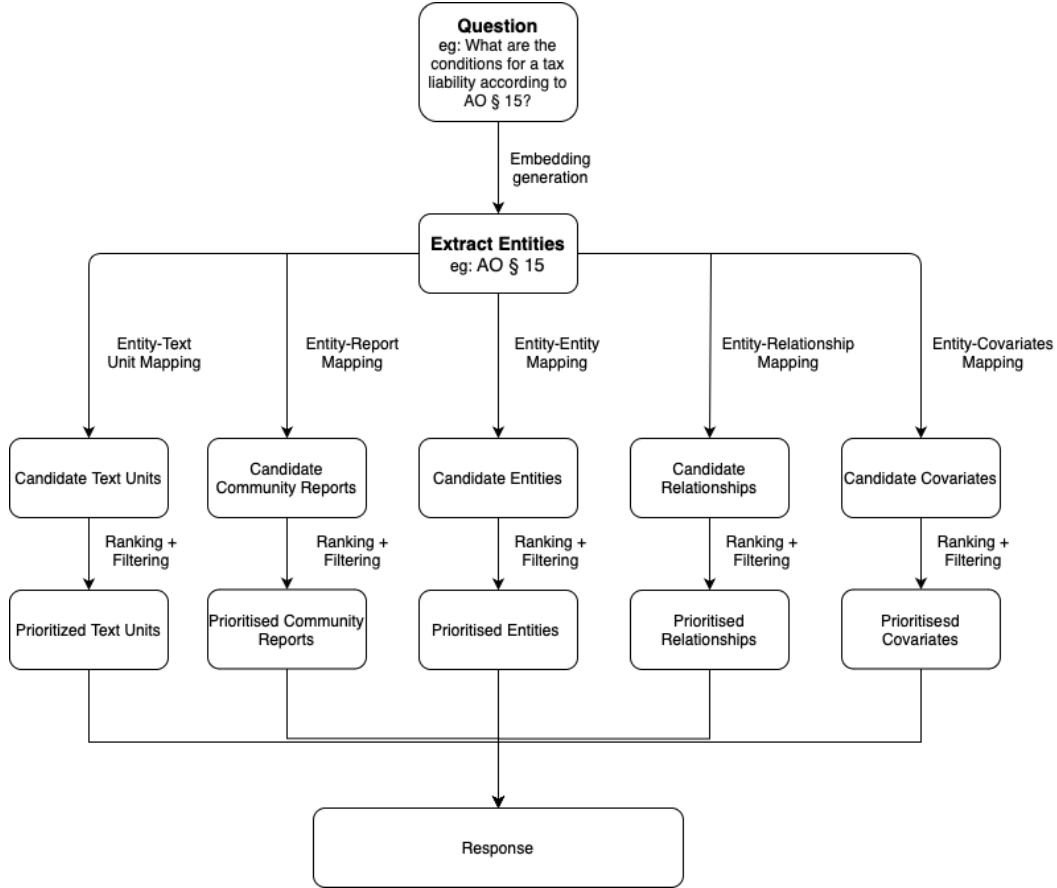 Question
eg: What are the
conditions for a tax
liability according to
AO § 15?
Embedding
generation
Extract Entities
eg: AO § 15
Entity-Text
Unit Mapping
Entity-Report
Mapping
Entity-Entity
Mapping
Entity-Relationship
Mapping
Entity-Covariates
Mapping
Candidate Text Units
Candidate
Community Reports
Candidate Entities
Candidate
Relationships
Candidate Covariates
Ranking +
Filtering
Ranking +
Filtering
Ranking +
Filtering
Ranking +
Filtering
Ranking +
Filtering
Prioritized Text Units
Prioritised Community
Reports
Prioritised Entities
Prioritised
Relationships
Prioritisesd
Covariates
Response